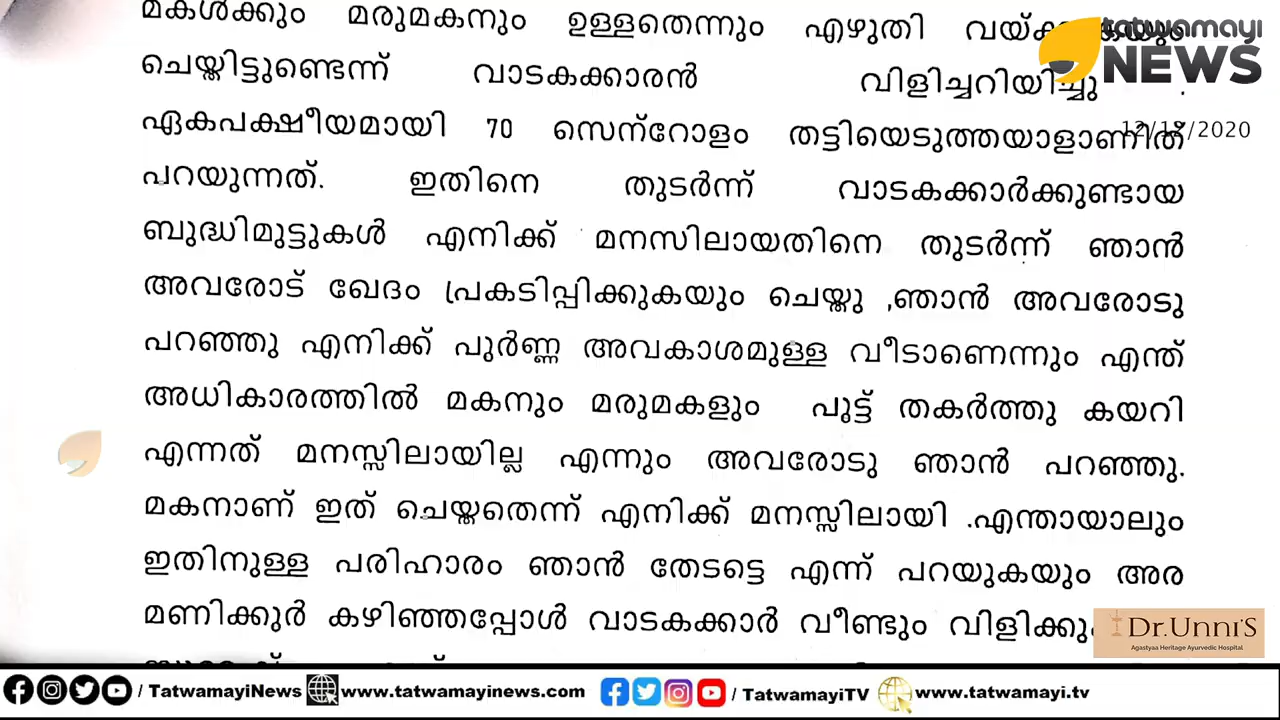 മകൾക്കും മരുമകനും ഉള്ളതെന്നും എഴുതി
tatwamayi
NEWS
ചെയ്തിട്ടുണ്ടെന്ന് വാടകക്കാരൻ വിളിച്ചറിയിച്ചു .
12/12/2020
ഏകപക്ഷീയമായി 70 സെന്റോളം തട്ടിയെടുത്തയാളാണിത്
പറയുന്നത്. ഇതിനെ തുടർന്ന് വാടകക്കാർക്കുണ്ടായ
ബുദ്ധിമുട്ടുകൾ എനിക്ക് മനസിലായതിനെ തുടർന്ന് ഞാൻ
അവരോട് ഖേദം പ്രകടിപ്പിക്കുകയും ചെയ്തു ,ഞാൻ അവരോടു
പറഞ്ഞു എനിക്ക് പുർണ്ണ അവകാശമുള്ള വീടാണെന്നും എന്ത്
അധികാരത്തിൽ മകനും മരുമകളും പുട്ട് തകർത്തു കയറി
എന്നത് മനസ്സിലായില്ല എന്നും അവരോടു ഞാൻ പറഞ്ഞു.
മകനാണ് ഇത് ചെയ്തതെന്ന് എനിക്ക് മനസ്സിലായി .എന്തായാലും
ഇതിനുള്ള പരിഹാരം ഞാൻ തേടട്ടെ എന്ന് പറയുകയും അര
മണിക്കുർ കഴിഞ്ഞപ്പോൾ വാടകക്കാർ വീണ്ടും
Dr.Unni'S
Agastyaa Heritage Ayurvedic Hospital
/ TatwamayiNews www.tatwamayinews.com / TatwamayiTV www.tatwamayi.tv